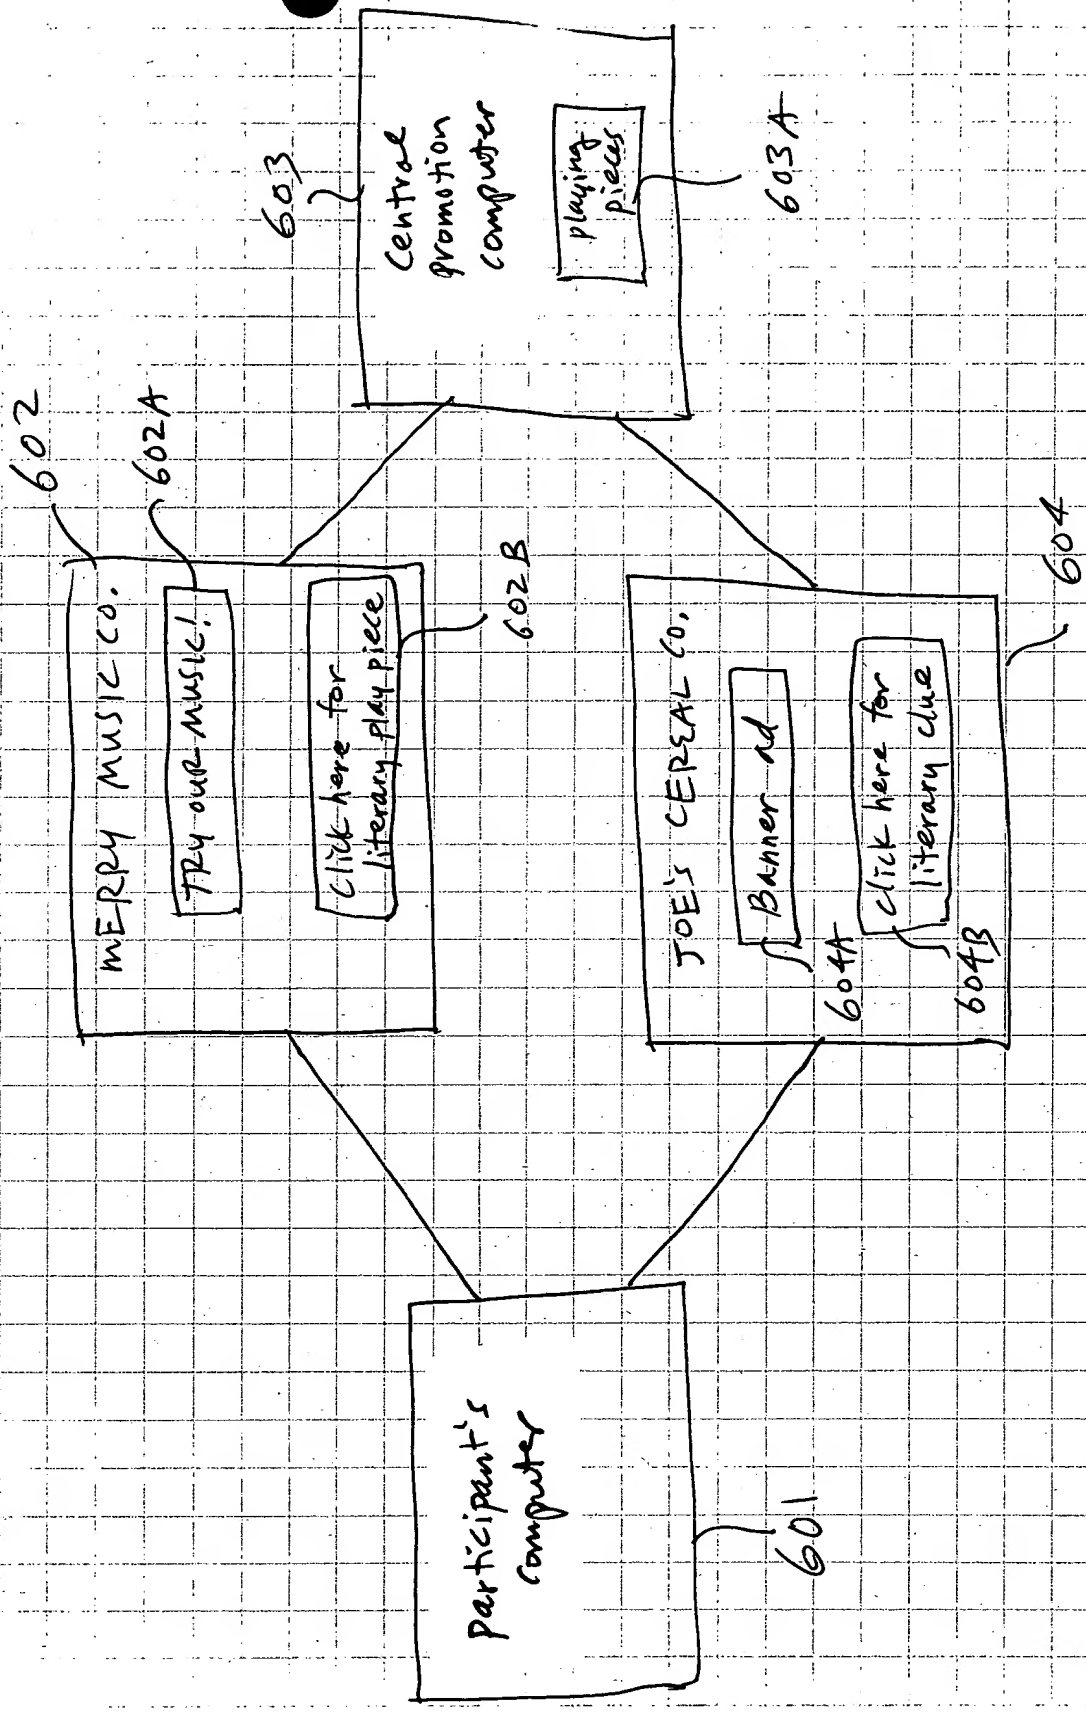 602
MERRY MUSIC CO.
602A
TRY OUR MUSIC!
Click here for
literary play piece
602B
603
Central
promotion
computer
playing
pieces
603A
participant's
computer
601
JOE'S CEREAL CO.
Banner ad
604A
click here for
literary clue
604B
604